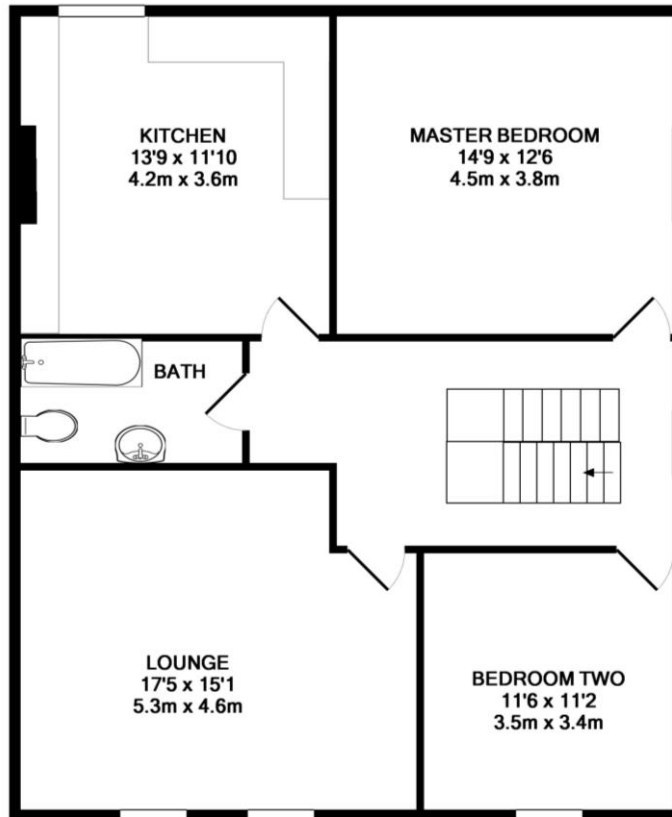 KITCHEN
13'9 x 11'10
4.2m x 3.6m
MASTER BEDROOM
14'9 x 12'6
4.5m x 3.8m
BATH
LOUNGE
17'5 x 15'1
5.3m x 4.6m
BEDROOM TWO
11'6 x 11'2
3.5m x 3.4m